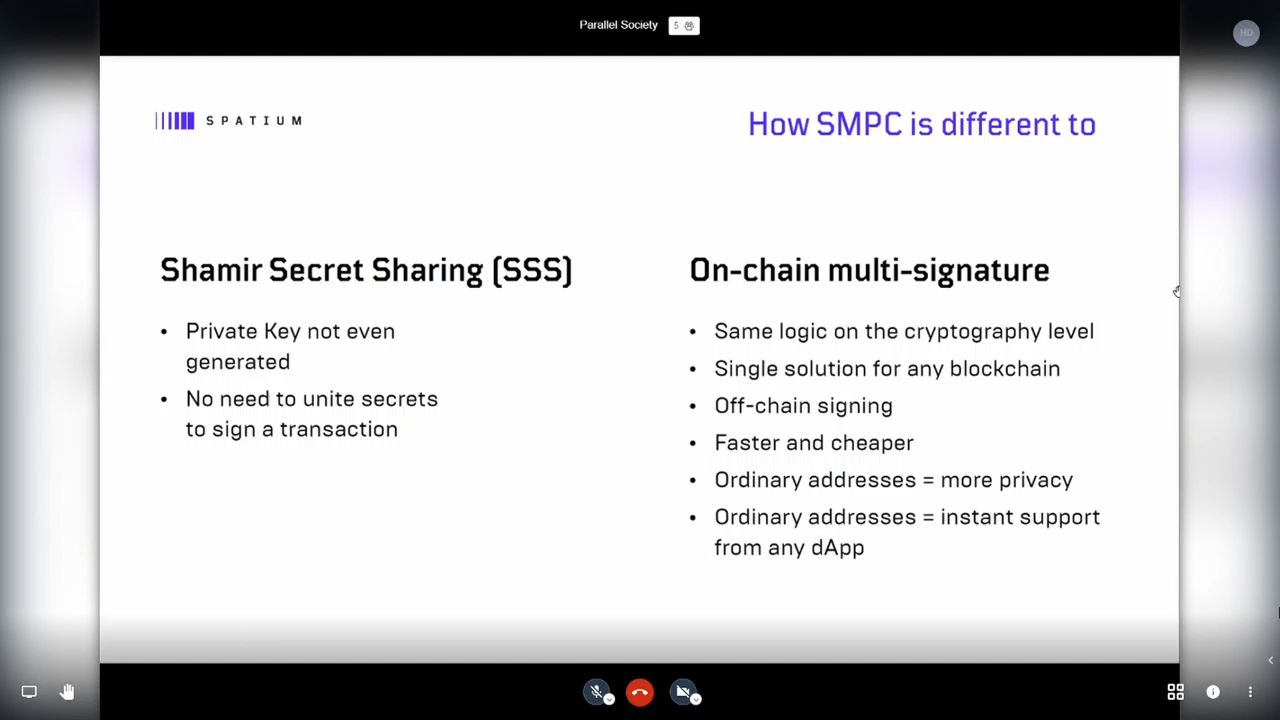 Parallel Society 5
HD
SPATIUM
How SMPC is different to
Shamir Secret Sharing (SSS)
• Private Key not even
generated
• No need to unite secrets
to sign a transaction
On-chain multi-signature
• Same logic on the cryptography level
• Single solution for any blockchain
• Off-chain signing
• Faster and cheaper
• Ordinary addresses = more privacy
• Ordinary addresses = instant support
from any dApp